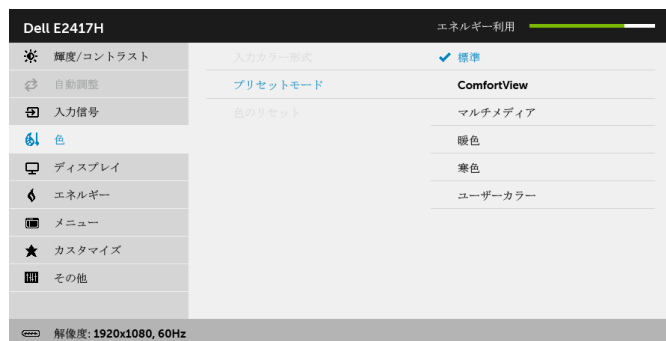 Dell E2417H
エネルギー利用
輝度/コントラスト
入力カラー形式
標準
自動調整
プリセットモード
ComfortView
入力信号
色のリセット
マルチメディア
色
暖色
ディスプレイ
寒色
エネルギー
ユーザーカラー
メニュー
カスタマイズ
その他
解像度: 1920x1080, 60Hz